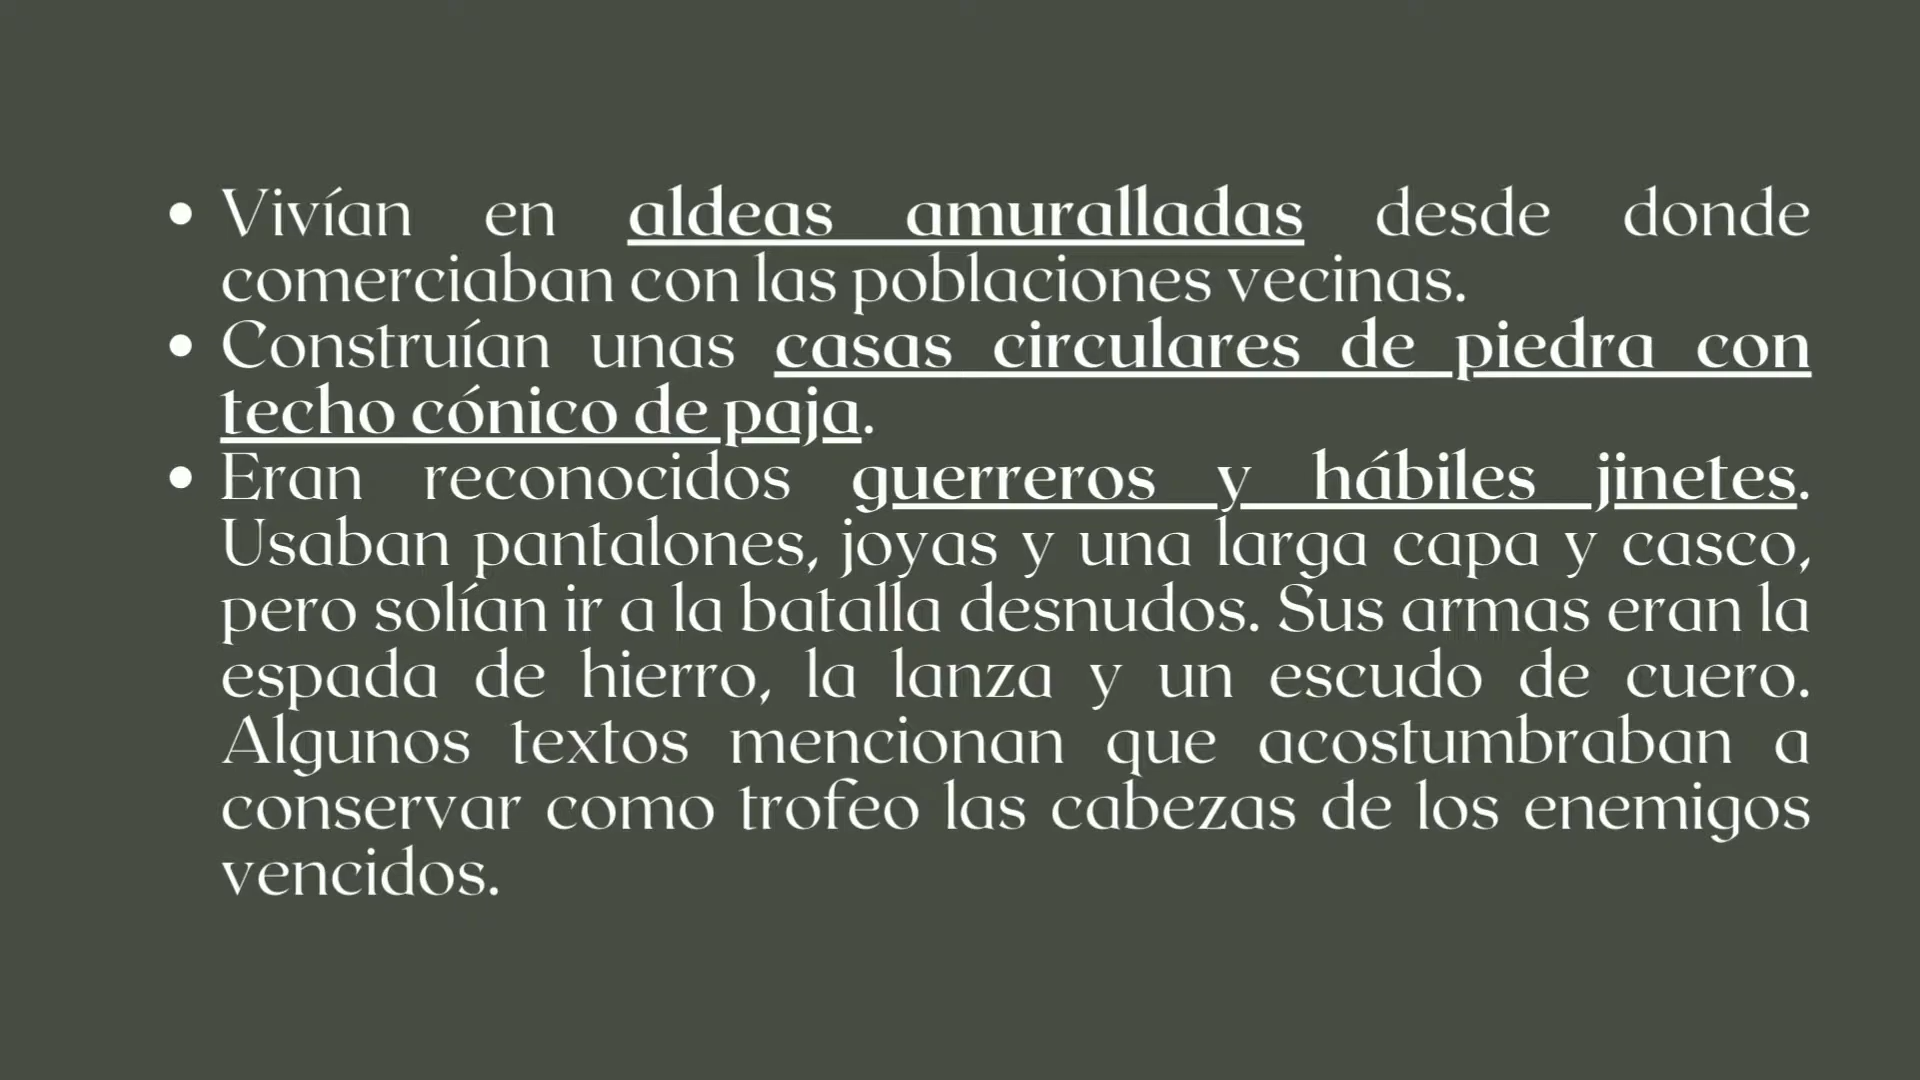 • Vivían en aldeas amuralladas desde donde
comerciaban con las poblaciones vecinas.
• Construían unas casas circulares de piedra con
techo cónico de paja.
• Eran reconocidos guerreros y hábiles jinetes.
Usaban pantalones, joyas y una larga capa y casco,
pero solían ir a la batalla desnudos. Sus armas eran la
espada de hierro, la lanza y un escudo de cuero.
Algunos textos mencionan que acostumbraban a
conservar como trofeo las cabezas de los enemigos
vencidos.